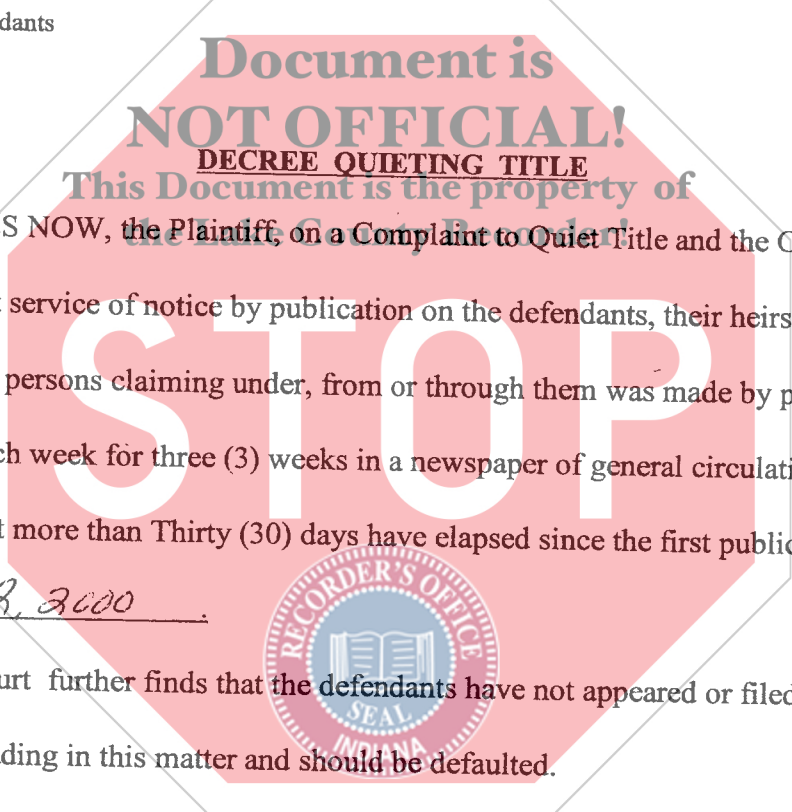 dants
Document is
NOT OFFICIAL!
DECREE QUIETING TITLE
This Document is the property of
the Lake County Recorder!
S NOW, the Plaintiff, on a Complaint to Quiet Title and the C
t service of notice by publication on the defendants, their heirs
persons claiming under, from or through them was made by p
ch week for three (3) weeks in a newspaper of general circulati
t more than Thirty (30) days have elapsed since the first public
2000
urt further finds that the defendants have not appeared or filed
ding in this matter and should be defaulted.
STOP
RECORDER'S OFFICE
SEAL
INDIANA